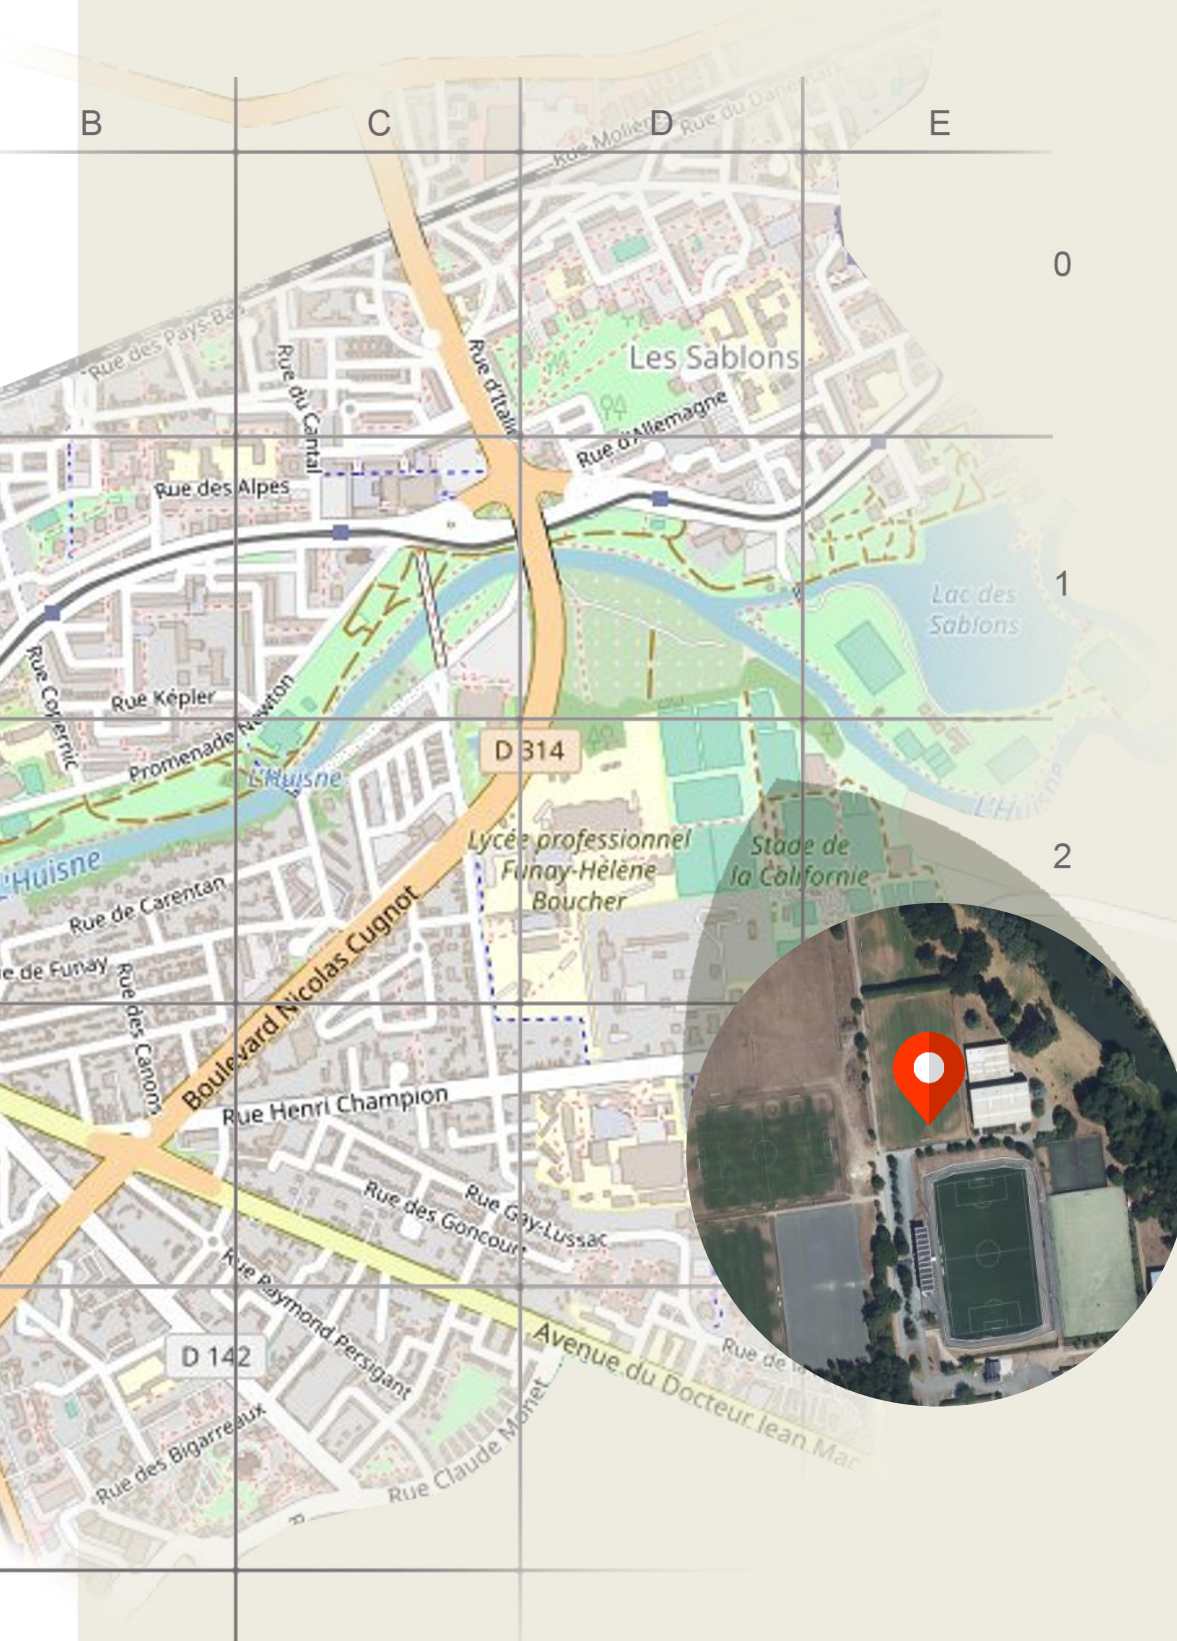 B
C
D
E
Rue Molière
Rue du Danemark
0
Rue des Pays-Bas
Rue du Cantal
Rue d'Italie
Les Sablons
Rue d'Allemagne
Rue des Alpes
1
Lac des
Sablons
Rue Copernic
Rue Képler
Promenade Newton
L'Huisne
D 314
L'Huisne
2
Lycée professionnel
Funay-Hélène
Boucher
Stade de
la Californie
L'Huisne
Rue de Carentan
ue de Funay
Rue des Canons
Boulevard Nicolas Cugnot
Rue Henri Champion
Rue des Goncourt
Rue Gay-Lussac
Rue Raymond Persigant
D 142
Avenue du Docteur Jean Mac
Rue de
Rue des Bigarreaux
Rue Claude Monet
R